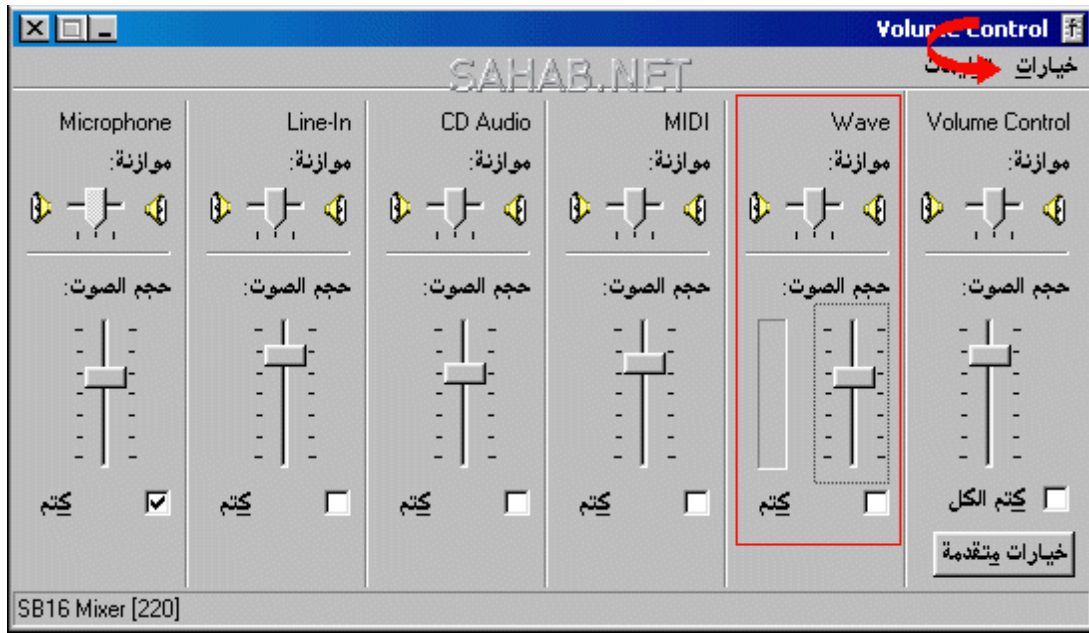 Volume Control
خيارات تعليمات
SAHAB.NET
Volume Control
موازنة:
حجم الصوت:
كتم الكل
خيارات متقدمة
Wave
موازنة:
حجم الصوت:
كتم
MIDI
موازنة:
حجم الصوت:
كتم
CD Audio
موازنة:
حجم الصوت:
كتم
Line-In
موازنة:
حجم الصوت:
كتم
Microphone
موازنة:
حجم الصوت:
كتم
SB16 Mixer [220]